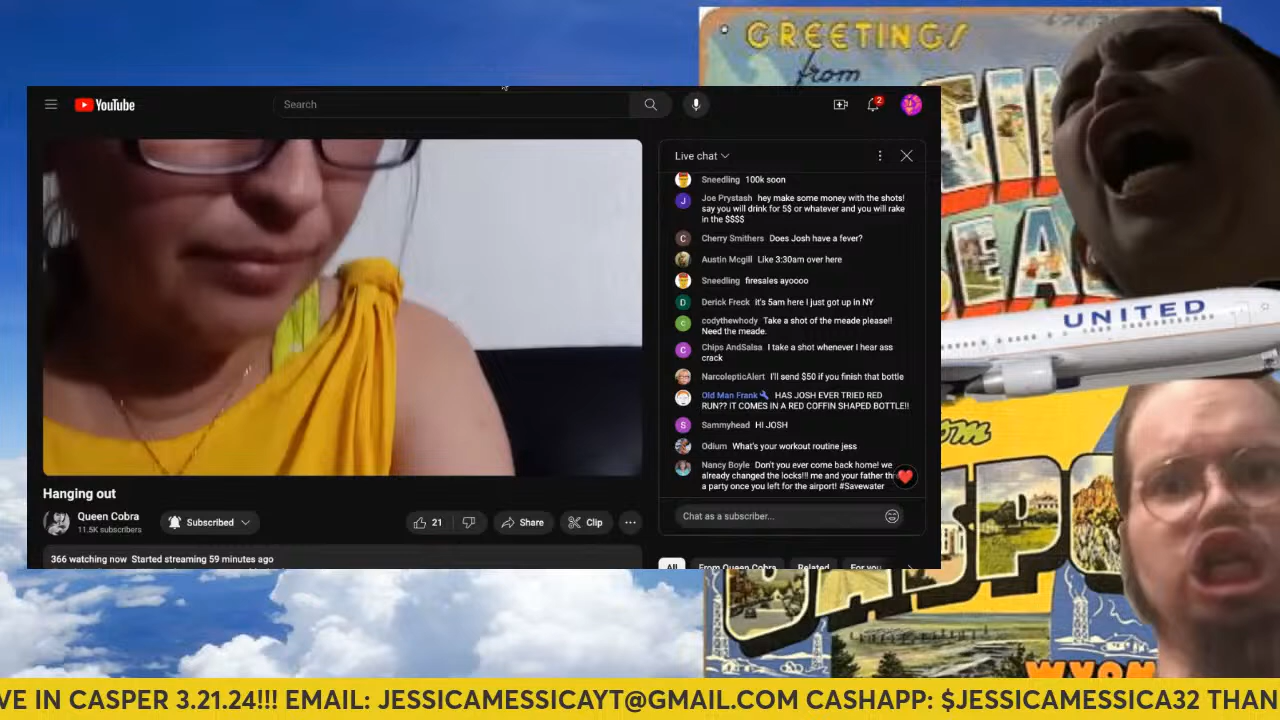 GREETINGS
from
YouTube
Search
2
Live chat
Sneedling 100k soon
J
Joe Prystash hey make some money with the shots!
say you will drink for 5$ or whatever and you will rake
in the $$$$
C
Cherry Smithers Does Josh have a fever?
Austin Mcgill Like 3:30am over here
Sneedling firesales ayoooo
D
Derick Freck it's 5am here I just got up in NY
C
codythewhody Take a shot of the meade please!!
Need the meade.
C
Chips AndSalsa I take a shot whenever I hear ass
crack
NarcolepticAlert I'll send $50 if you finish that bottle
Old Man Frank HAS JOSH EVER TRIED RED
RUN?? IT COMES IN A RED COFFIN SHAPED BOTTLE!!
S
Sammyhead HI JOSH
Odium What's your workout routine jess
Nancy Boyle Don't you ever come back home! we
already changed the locks!!! me and your father
a party once you left for the airport! #Savewater
Chat as a subscriber...
Hanging out
Queen Cobra
11.5K subscribers
Subscribed
21
Share
Clip
366 watching now Started streaming 59 minutes ago
All
From Queen Cobra
Related
For you
UNITED
VE IN CASPER 3.21.24!!! EMAIL: JESSICAMESSICAYT@GMAIL.COM CASHAPP: $JESSICAMESSICA32 THAN